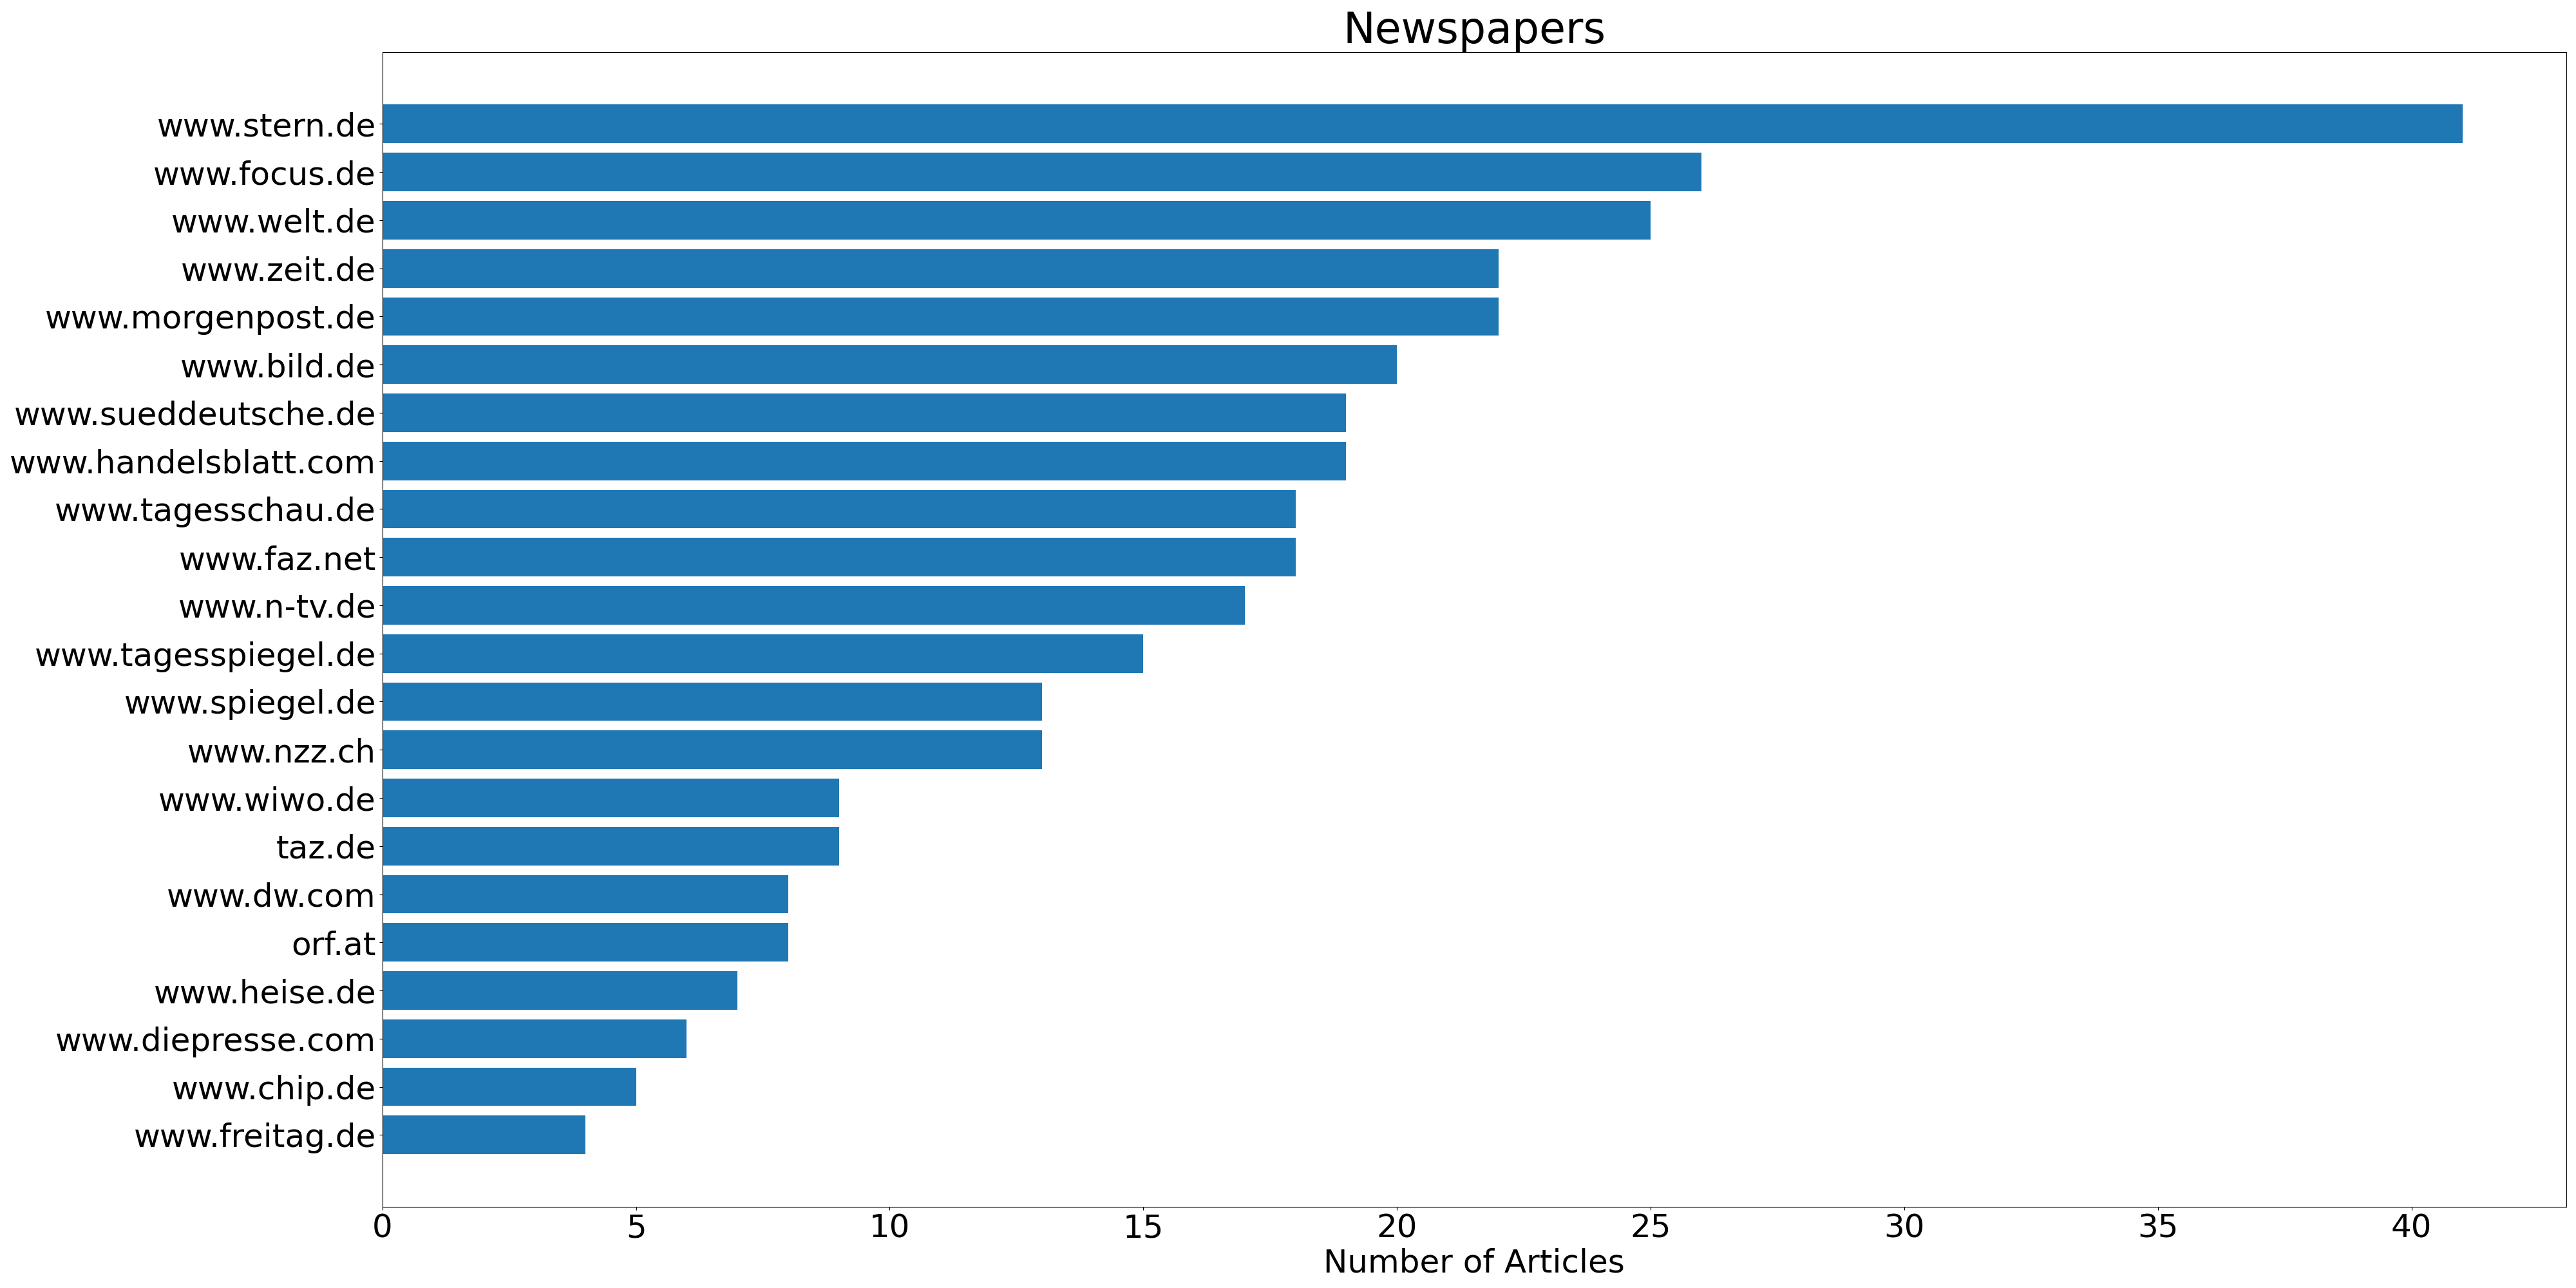 Newspapers
www.stern.de
www.focus.de
www.welt.de
www.zeit.de
www.morgenpost.de
www.bild.de
www.sueddeutsche.de
www.handelsblatt.com
www.tagesschau.de
www.faz.net
www.n-tv.de
www.tagesspiegel.de
www.spiegel.de
www.nzz.ch
www.wiwo.de
taz.de
www.dw.com
orf.at
www.heise.de
www.diepresse.com
www.chip.de
www.freitag.de
0 5 10 15 20 25 30 35 40
Number of Articles